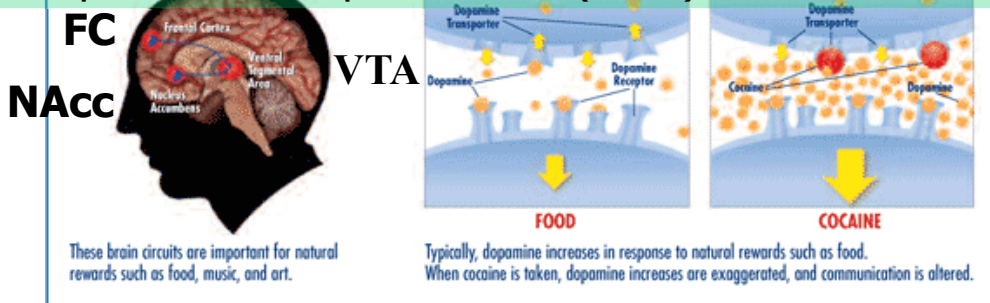 FC
NAcc
VTA
Frontal Cortex
Ventral
Tegmental
Area
Nucleus
Accumbens
Dopamine
Transporter
Dopamine
Dopamine
Receptor
FOOD
Dopamine
Transporter
Cocaine
Dopamine
COCAINE
These brain circuits are important for natural
rewards such as food, music, and art.
Typically, dopamine increases in response to natural rewards such as food.
When cocaine is taken, dopamine increases are exaggerated, and communication is altered.